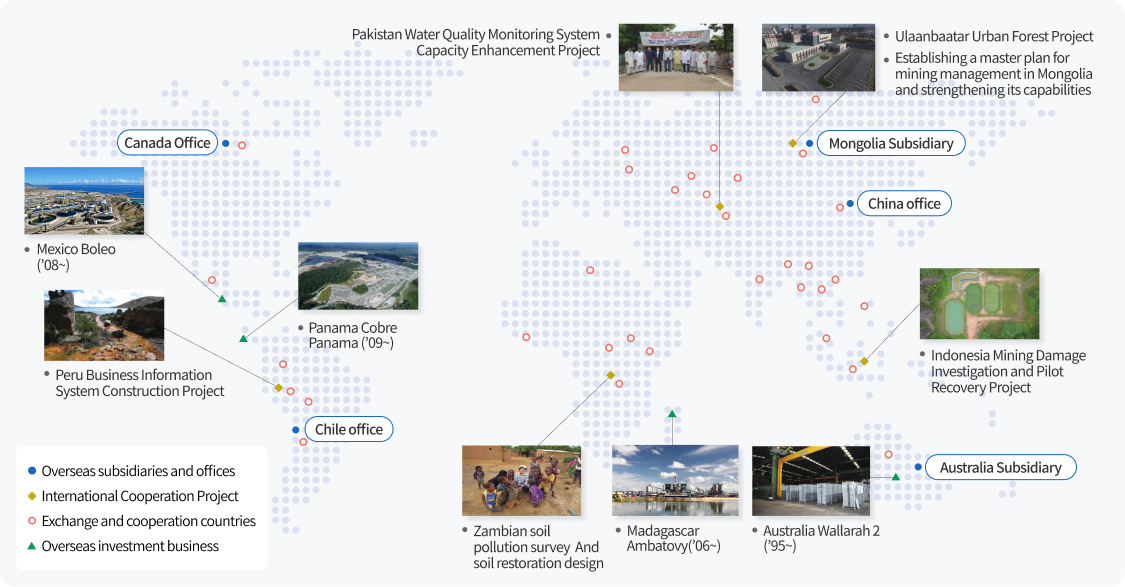 Pakistan Water Quality Monitoring System
Capacity Enhancement Project
Ulaanbaatar Urban Forest Project
Establishing a master plan for
mining management in Mongolia
and strengthening its capabilities
Canada Office
Mongolia Subsidiary
China office
Mexico Boleo
(’08~)
Panama Cobre
Panama (’09~)
Peru Business Information
System Construction Project
Indonesia Mining Damage
Investigation and Pilot
Recovery Project
Chile office
Australia Subsidiary
Overseas subsidiaries and offices
International Cooperation Project
Exchange and cooperation countries
Overseas investment business
Zambian soil
pollution survey And
soil restoration design
Madagascar
Ambatovy(’06~)
Australia Wallarah 2
(’95~)